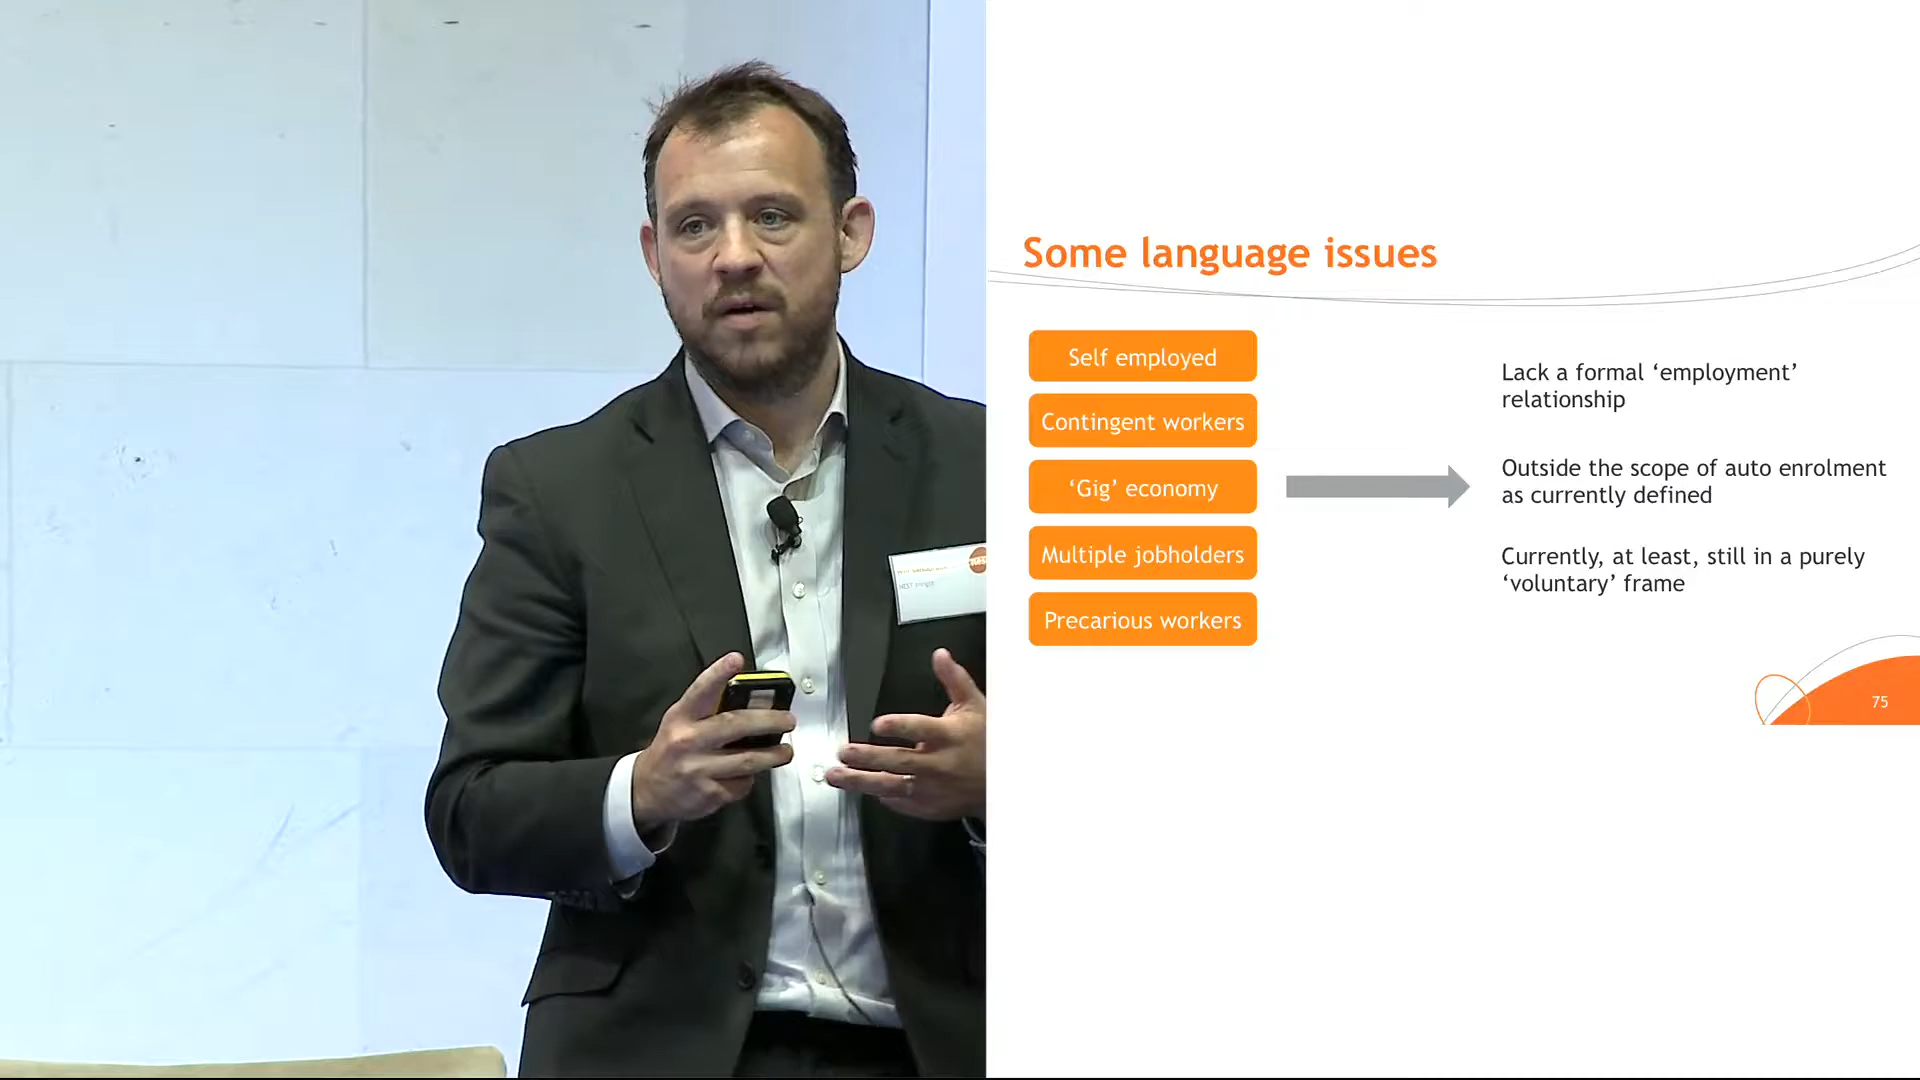 Some language issues
Self employed
Contingent workers
‘Gig’ economy
Multiple jobholders
Precarious workers
Lack a formal ‘employment’
relationship
Outside the scope of auto enrolment
as currently defined
Currently, at least, still in a purely
‘voluntary’ frame
75